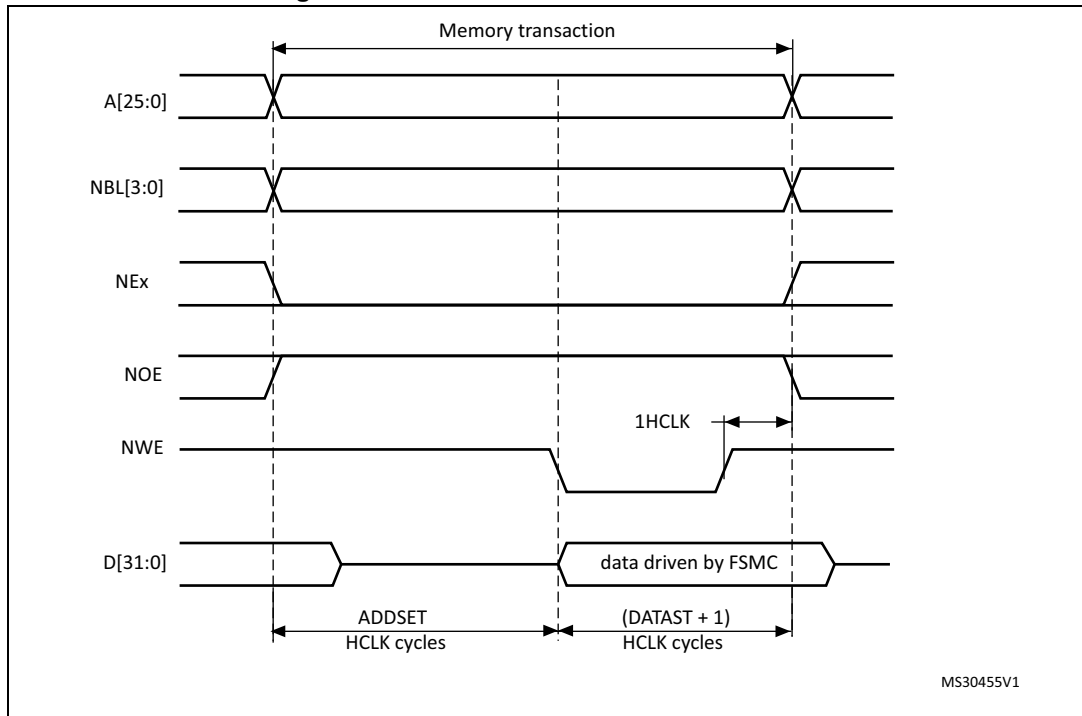 Memory transaction
A[25:0]
NBL[3:0]
NEx
NOE
1HCLK
NWE
D[31:0]
data driven by FSMC
ADDSET
HCLK cycles
(DATAST + 1)
HCLK cycles
MS30455V1